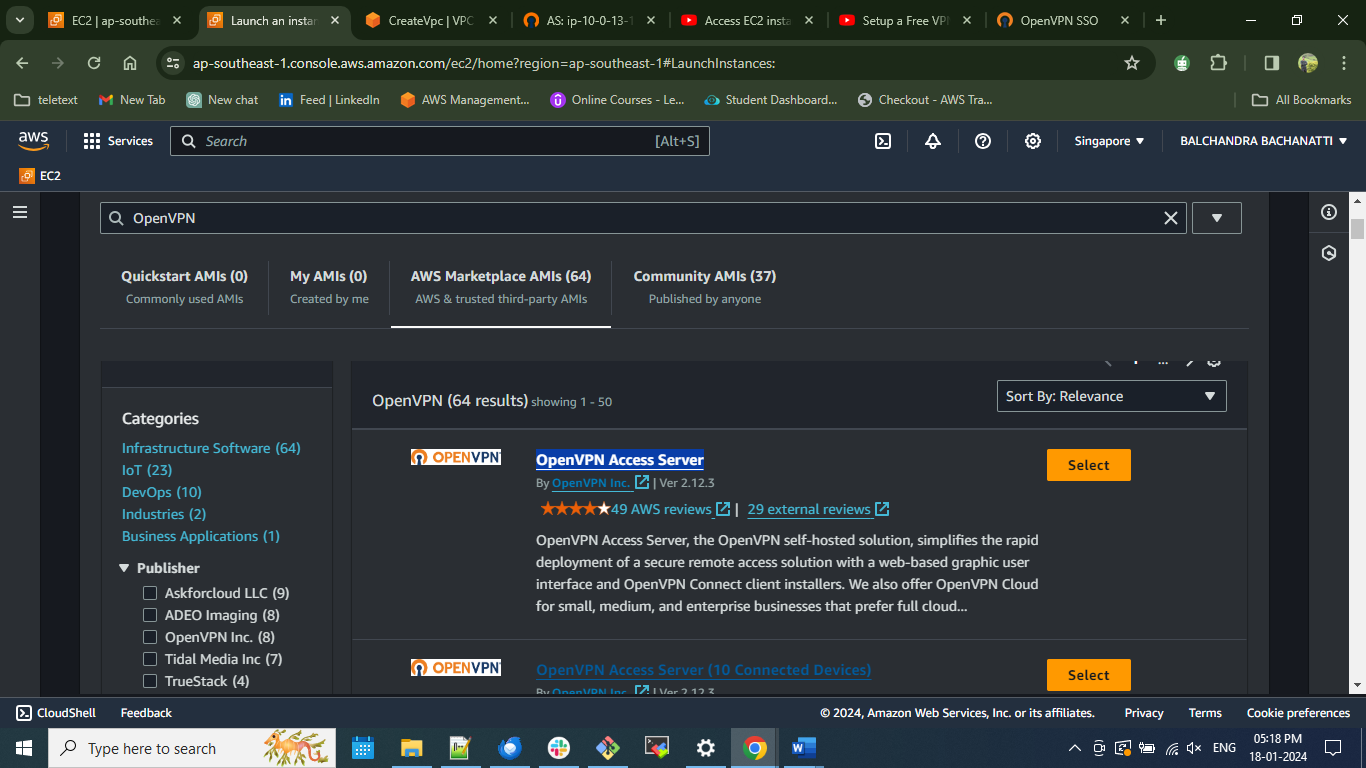 EC2 | ap-southea
Launch an instan
CreateVpc | VPC
AS: ip-10-0-13-1
Access EC2 insta
Setup a Free VPN
OpenVPN SSO
ap-southeast-1.console.aws.amazon.com/ec2/home?region=ap-southeast-1#LaunchInstances:
teletext
New Tab
New chat
Feed | LinkedIn
AWS Management...
Online Courses - Le...
Student Dashboard...
Checkout - AWS Tra...
All Bookmarks
aws
Services
Search
[Alt+S]
Singapore
BALCHANDRA BACHANATTI
EC2
OpenVPN
Quickstart AMIs (0)
Commonly used AMIs
My AMIs (0)
Created by me
AWS Marketplace AMIs (64)
AWS & trusted third-party AMIs
Community AMIs (37)
Published by anyone
Categories
Infrastructure Software (64)
IoT (23)
DevOps (10)
Industries (2)
Business Applications (1)
Publisher
Askforcloud LLC (9)
ADEO Imaging (8)
OpenVPN Inc. (8)
Tidal Media Inc (7)
TrueStack (4)
OpenVPN (64 results) showing 1 - 50
Sort By: Relevance
OPENVPN
OpenVPN Access Server
Select
By OpenVPN Inc. | Ver 2.12.3
49 AWS reviews | 29 external reviews
OpenVPN Access Server, the OpenVPN self-hosted solution, simplifies the rapid
deployment of a secure remote access solution with a web-based graphic user
interface and OpenVPN Connect client installers. We also offer OpenVPN Cloud
for small, medium, and enterprise businesses that prefer full cloud...
OPENVPN
OpenVPN Access Server (10 Connected Devices)
Select
By OpenVPN Inc. | Ver 2.12.3
CloudShell
Feedback
© 2024, Amazon Web Services, Inc. or its affiliates.
Privacy
Terms
Cookie preferences
Type here to search
ENG
05:18 PM
18-01-2024